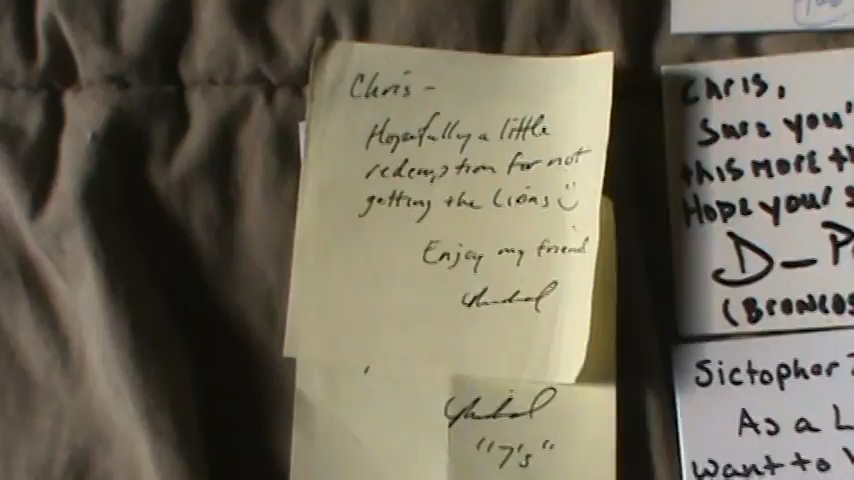 Chris -
Hopefully a little
redemption for not
getting the Lions
Enjoy my friend
"7's"
Chris,
Sure you'
this more th
Hope your s
D-P
(Broncos
Sictopher
As a L
Want to